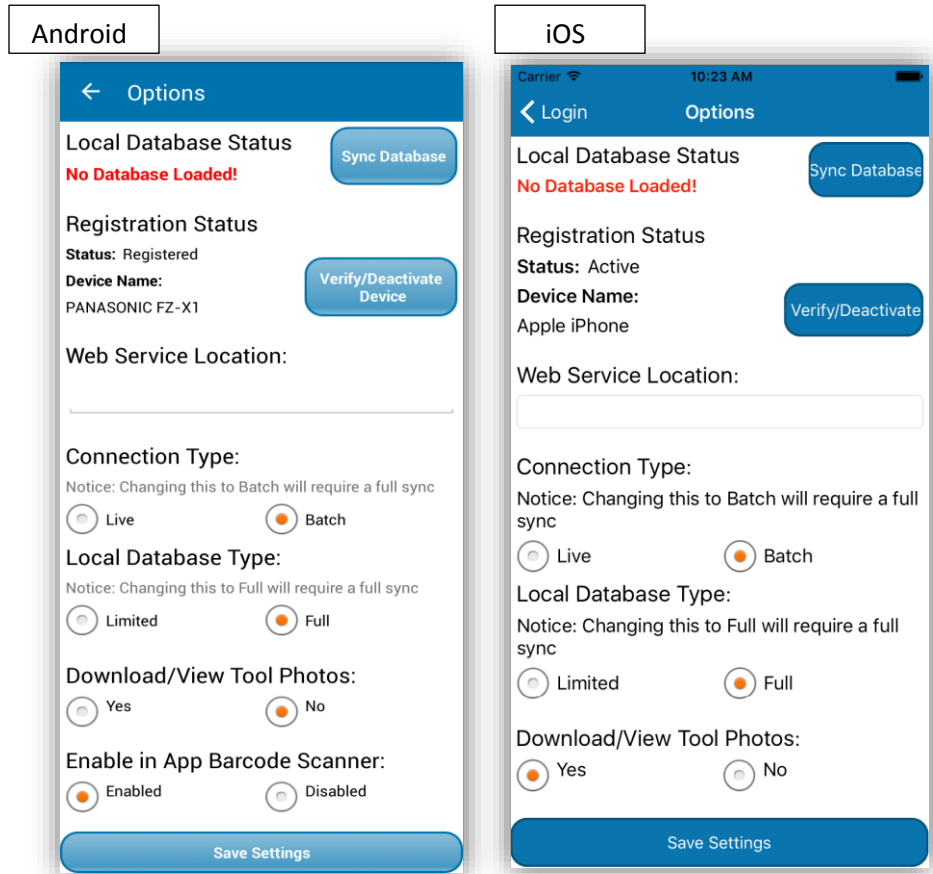 Android
Options
Local Database Status
Sync Database
No Database Loaded!
Registration Status
Status: Registered
Device Name:
PANASONIC FZ-X1
Verify/Deactivate
Device
Web Service Location:
Connection Type:
Notice: Changing this to Batch will require a full sync
Live
Batch
Local Database Type:
Notice: Changing this to Full will require a full sync
Limited
Full
Download/View Tool Photos:
Yes
No
Enable in App Barcode Scanner:
Enabled
Disabled
Save Settings
iOS
Carrier
10:23 AM
Login
Options
Local Database Status
Sync Database
No Database Loaded!
Registration Status
Status: Active
Device Name:
Apple iPhone
Verify/Deactivate
Web Service Location:
Connection Type:
Notice: Changing this to Batch will require a full
sync
Live
Batch
Local Database Type:
Notice: Changing this to Full will require a full
sync
Limited
Full
Download/View Tool Photos:
Yes
No
Save Settings